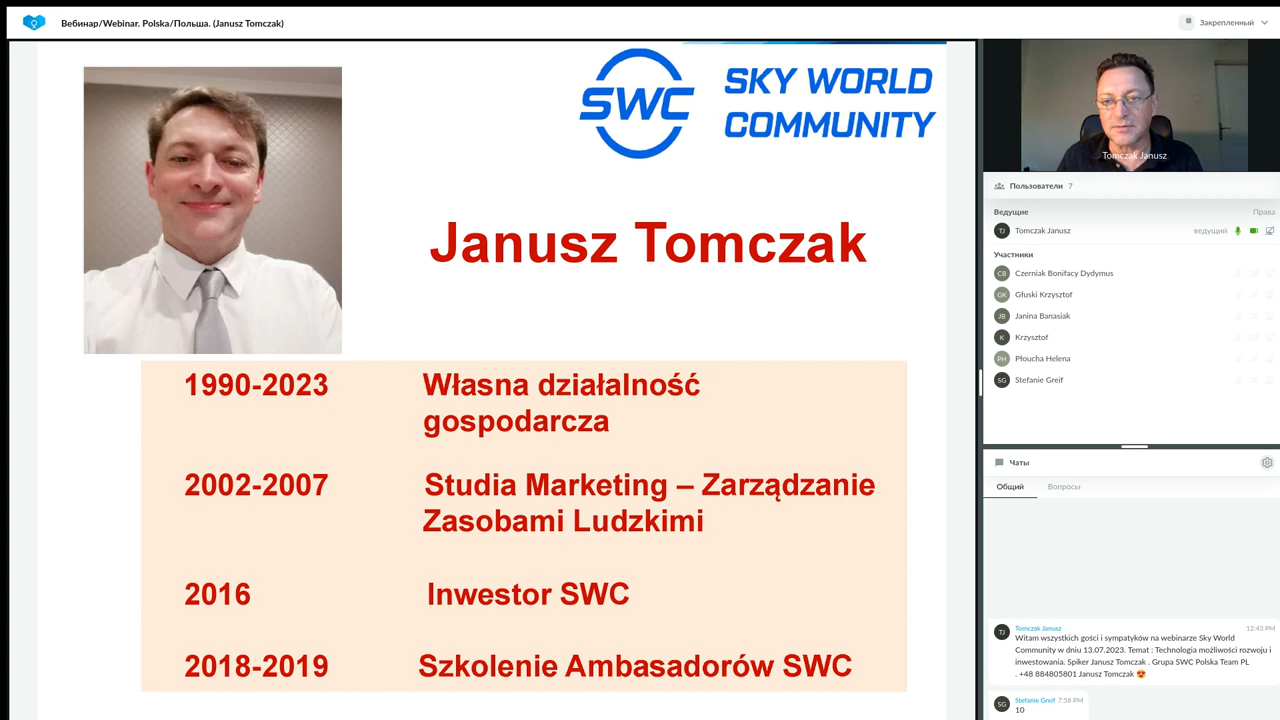 Вебинар/Webinar. Polska/Польша. (Janusz Tomczak)
Закрепленный
SWC
SKY WORLD
COMMUNITY
Janusz Tomczak
1990-2023 Własna działalność
gospodarcza
2002-2007 Studia Marketing – Zarządzanie
Zasobami Ludzkimi
2016 Inwestor SWC
2018-2019 Szkolenie Ambasadorów SWC
Tomczak Janusz
Пользователи 7
Ведущие Права
TJ Tomczak Janusz ведущий
Участники
CB Czerniak Bonifacy Dydymus
GK Głuski Krzysztof
JB Janina Banasiak
K Krzysztof
PH Płoucha Helena
SG Stefanie Greif
Чаты
Общий Вопросы
TJ Tomczak Janusz 12:43 PM
Witam wszystkich gości i sympatyków na webinarze Sky World
Community w dniu 13.07.2023. Temat : Technologia możliwości rozwoju i
inwestowania. Spiker Janusz Tomczak . Grupa SWC Polska Team PL
. +48 884805801 Janusz Tomczak 😍
SG Stefanie Greif 7:58 PM
10